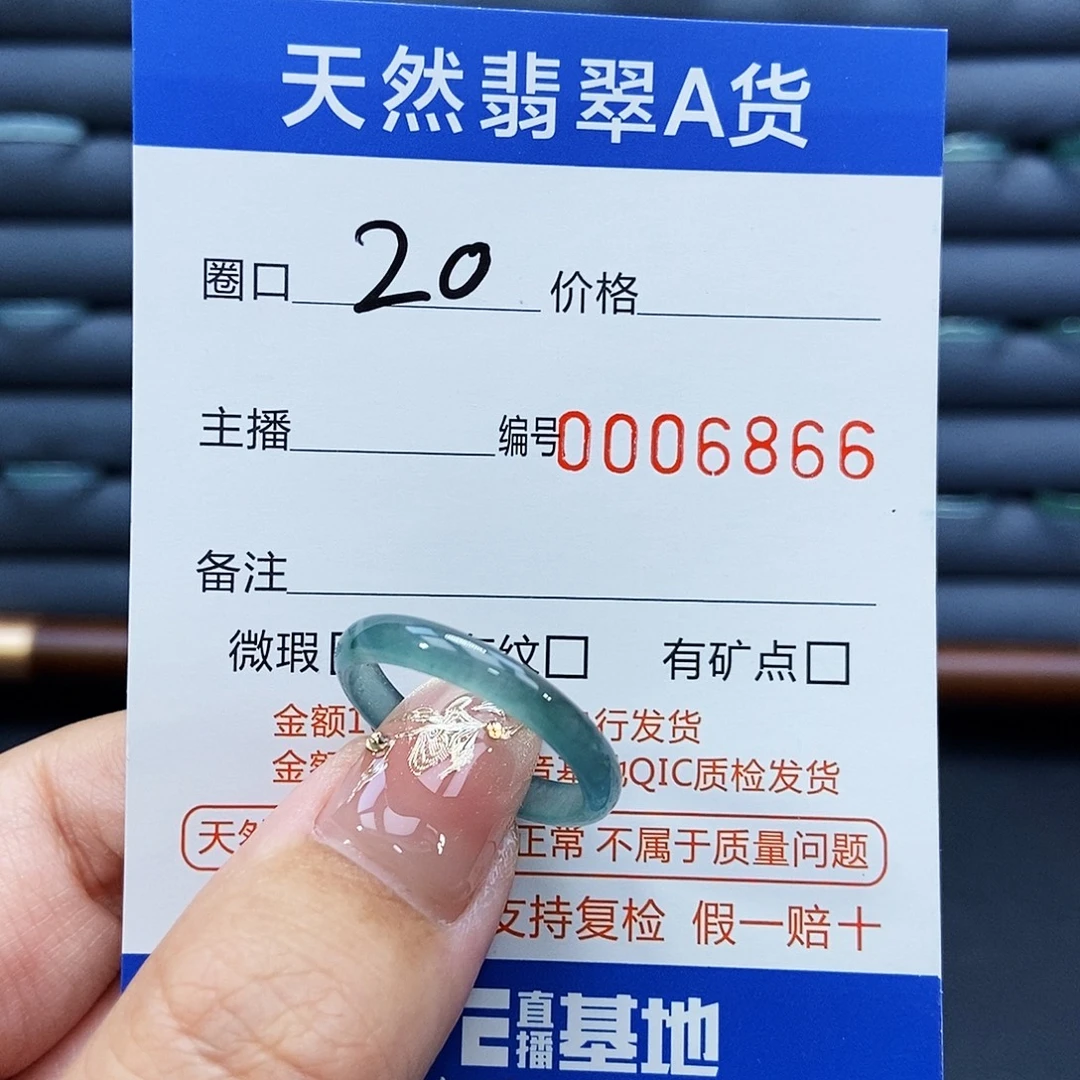 天然翡翠A货
圈口 20 价格
主播 编号0006866
备注
微瑕 纹 有矿点
金额1 行发货
金 QIC质检发货
天然 正常 不属于质量问题
支持复检 假一赔十
直播基地